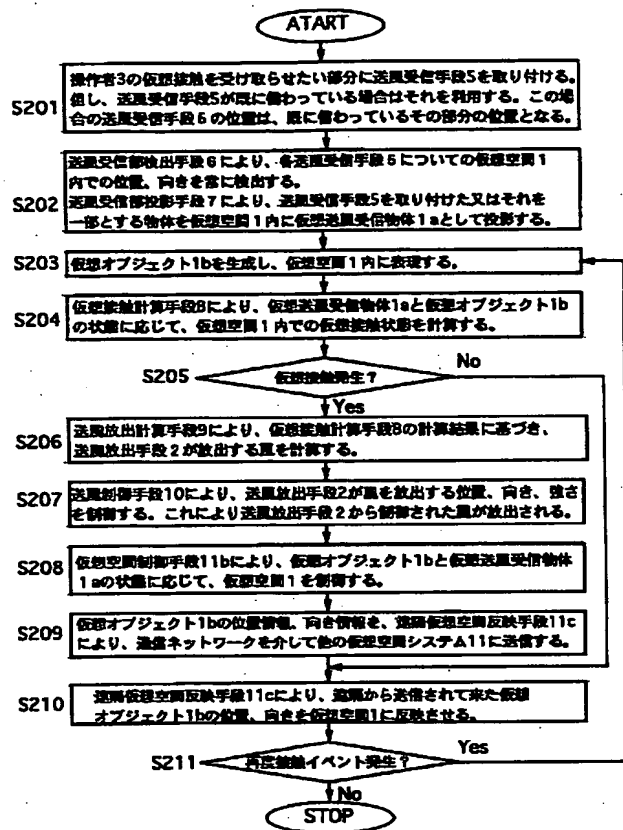 ATART
S201
操作者3の仮想接触を受け取らせたい部分に送風受信手段5を取り付ける。
但し、送風受信手段5が既に備わっている場合はそれを利用する。この場
合の送風受信手段5の位置は、既に備わっているその部分の位置となる。
S202
送風受信部検出手段6により、各送風受信手段5についての仮想空間1
内での位置、向きを常に検出する。
送風受信部投影手段7により、送風受信手段5を取り付けた又はそれを
一部とする物体を仮想空間1内に仮想送風受信物体1aとして投影する。
S203
仮想オブジェクト1bを生成し、仮想空間1内に表現する。
S204
仮想接触計算手段8により、仮想送風受信物体1aと仮想オブジェクト1b
の状態に応じて、仮想空間1内での仮想接触状態を計算する。
S205
仮想接触発生？
No
Yes
S206
送風放出計算手段9により、仮想接触計算手段8の計算結果に基づき、
送風放出手段2が放出する風を計算する。
S207
送風制御手段10により、送風放出手段2が風を放出する位置、向き、強さ
を制御する。これにより送風放出手段2から制御された風が放出される。
S208
仮想空間制御手段11bにより、仮想オブジェクト1bと仮想送風受信物体
1aの状態に応じて、仮想空間1を制御する。
S209
仮想オブジェクト1bの位置情報、向き情報を、遠隔仮想空間反映手段11c
により、通信ネットワークを介して他の仮想空間システム11に送信する。
S210
遠隔仮想空間反映手段11cにより、遠隔から送信されて来た仮想
オブジェクト1bの位置、向きを仮想空間1に反映させる。
S211
再度接触イベント発生？
Yes
No
STOP